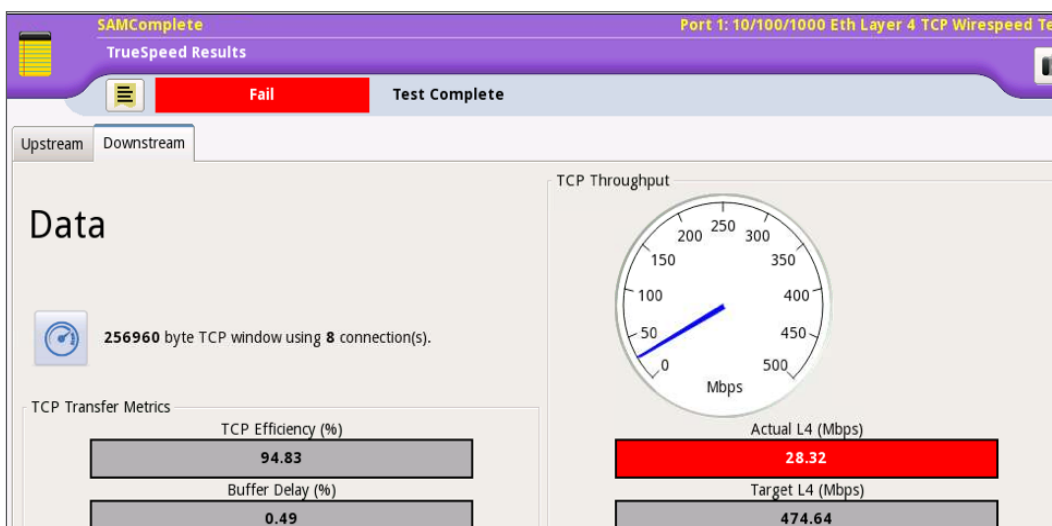 SAMComplete
Port 1: 10/100/1000 Eth Layer 4 TCP Wirespeed
TrueSpeed Results
Fail
Test Complete
Upstream
Downstream
TCP Throughput
Data
250
200
300
150
350
100
400
50
450
0
500
Mbps
256960 byte TCP window using 8 connection(s).
TCP Transfer Metrics
TCP Efficiency (%)
Actual L4 (Mbps)
94.83
28.32
Buffer Delay (%)
Target L4 (Mbps)
0.49
474.64